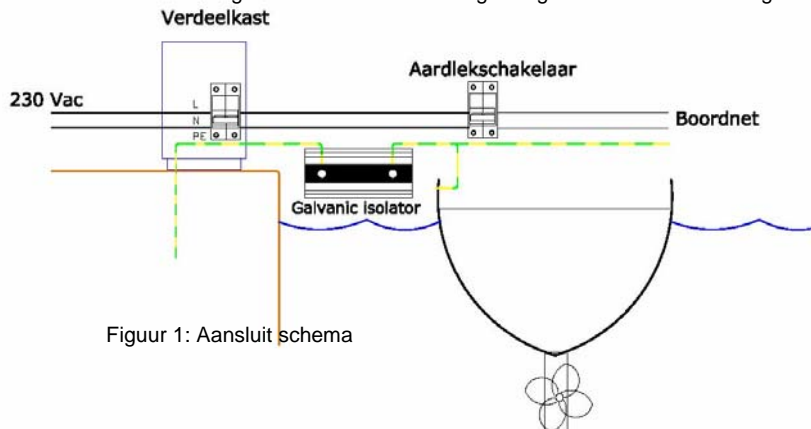 Verdeelkast
Aardlekschakelaar
230 Vac
L
N
PE
Boordnet
Galvanic isolator
Figuur 1: Aansluit schema